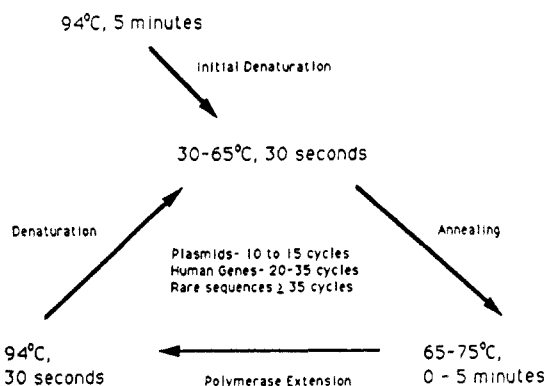 94°C, 5 minutes
Initial Denaturation
30-65°C, 30 seconds
Denaturation
Annealing
Plasmids- 10 to 15 cycles
Human Genes- 20-35 cycles
Rare sequences ≥ 35 cycles
94°C,
30 seconds
Polymerase Extension
65-75°C,
0 - 5 minutes